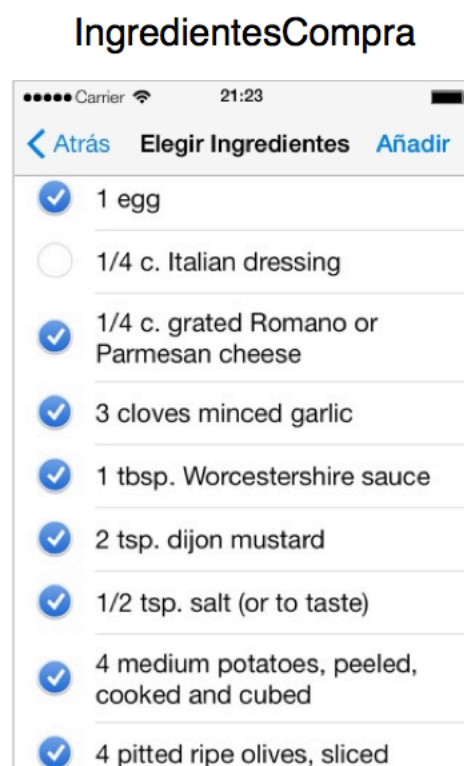 IngredientesCompra
Carrier 21:23
Atrás Elegir Ingredientes Añadir
1 egg
1/4 c. Italian dressing
1/4 c. grated Romano or
Parmesan cheese
3 cloves minced garlic
1 tbsp. Worcestershire sauce
2 tsp. dijon mustard
1/2 tsp. salt (or to taste)
4 medium potatoes, peeled,
cooked and cubed
4 pitted ripe olives, sliced